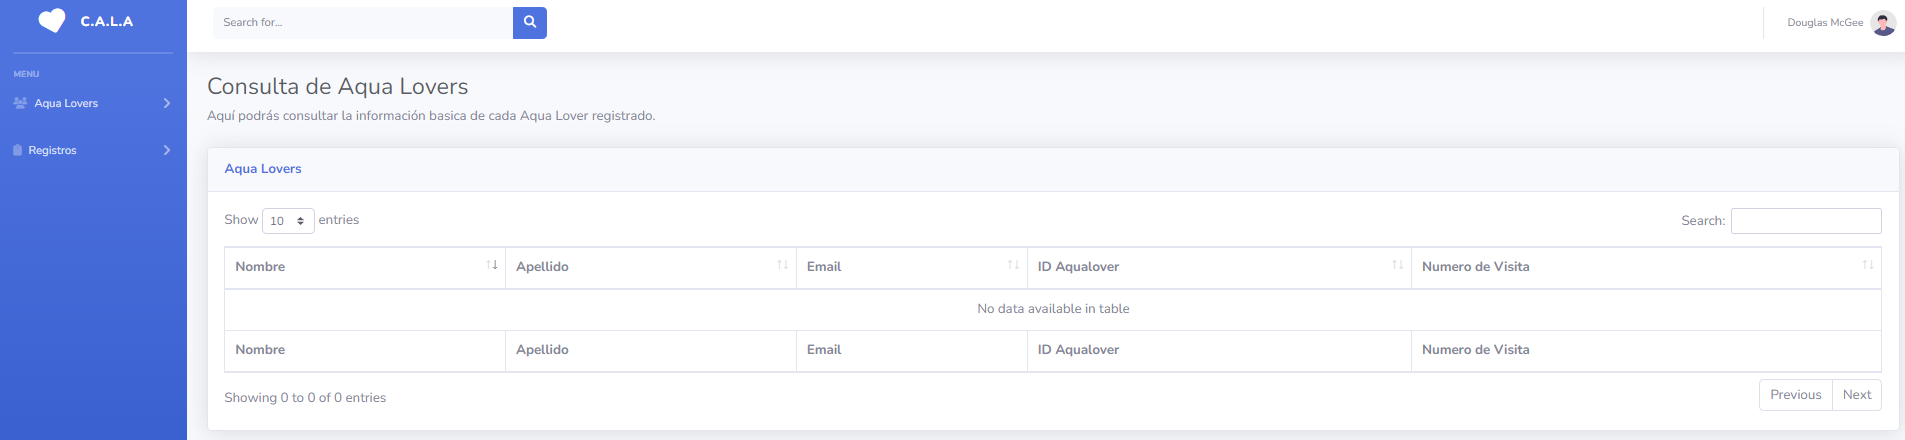 C.A.L.A
Search for...
Douglas McGee
MENU
Aqua Lovers
Registros
Consulta de Aqua Lovers
Aquí podrás consultar la información basica de cada Aqua Lover registrado.
Aqua Lovers
Show 10 entries
Search:
Nombre Apellido Email ID Aqualover Numero de Visita
No data available in table
Nombre Apellido Email ID Aqualover Numero de Visita
Showing 0 to 0 of 0 entries
Previous Next